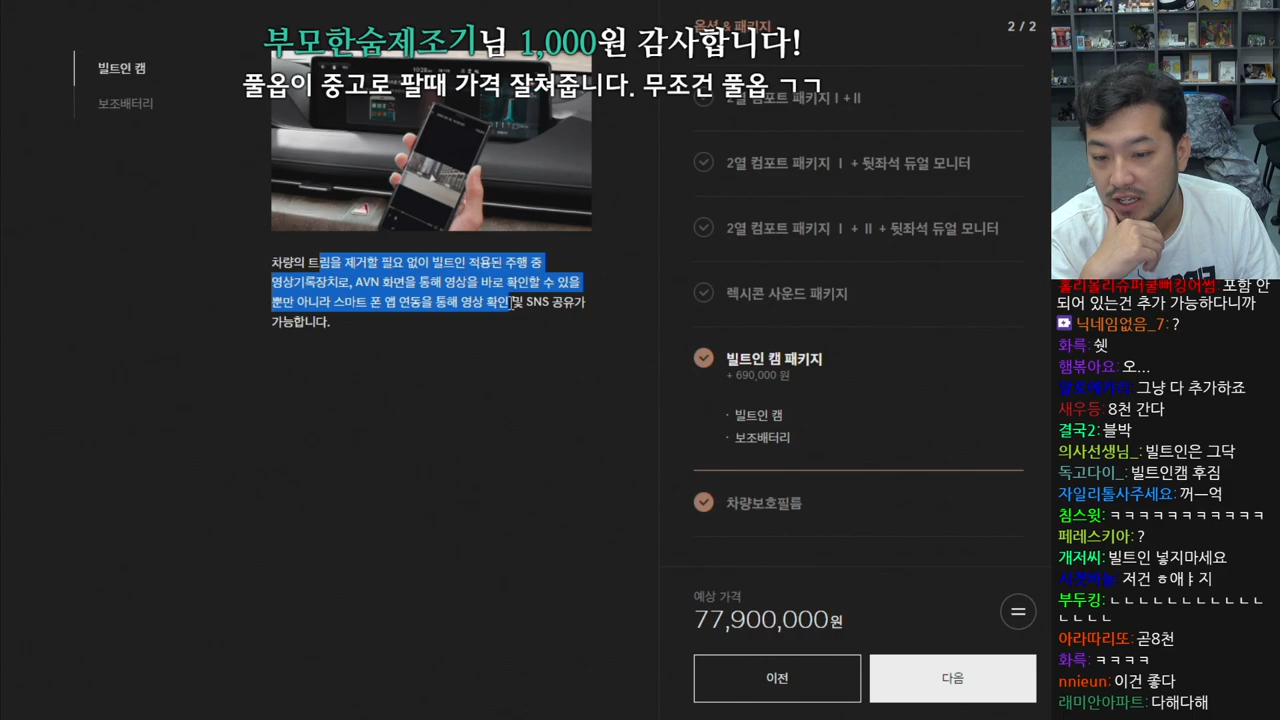 옵션 & 패키지
2 / 2
부모한숨제조기님 1,000원 감사합니다!
풀옵이 중고로 팔때 가격 잘쳐줍니다. 무조건 풀옵 ㄱㄱ
빌트인 캠
보조배터리
차량의 트림을 제거할 필요 없이 빌트인 적용된 주행 중
영상기록장치로, AVN 화면을 통해 영상을 바로 확인할 수 있을
뿐만 아니라 스마트 폰 앱 연동을 통해 영상 확인 및 SNS 공유가
가능합니다.
2열 컴포트 패키지 I + II
2열 컴포트 패키지 I + 뒷좌석 듀얼 모니터
2열 컴포트 패키지 I + II + 뒷좌석 듀얼 모니터
렉시콘 사운드 패키지
빌트인 캠 패키지
+ 690,000 원
· 빌트인 캠
· 보조배터리
차량보호필름
예상 가격
77,900,000원
이전
다음
포함 안
되어 있는건 추가 가능하다니까
닉네임없음_7: ?
화륵: 쉿
햄볶아요: 오...
그냥 다 추가하죠
새우등: 8천 간다
결국2: 블박
의사선생님_: 빌트인은 그닥
독고다이_: 빌트인캠 후짐
자일리톨사주세요: 꺼—억
침스윗: ㅋㅋㅋㅋㅋㅋㅋㅋㅋㅋㅋ
페레스키아: ?
개저씨: 빌트인 넣지마세요
저건 ㅎ애ㅏ지
부두킹: ㄴㄴㄴㄴㄴㄴㄴㄴㄴㄴㄴ
ㄴㄴㄴㄴ
아라따리또: 곧8천
화륵: ㅋㅋㅋㅋ
nnieun: 이건 좋다
래미안아파트: 다해다해